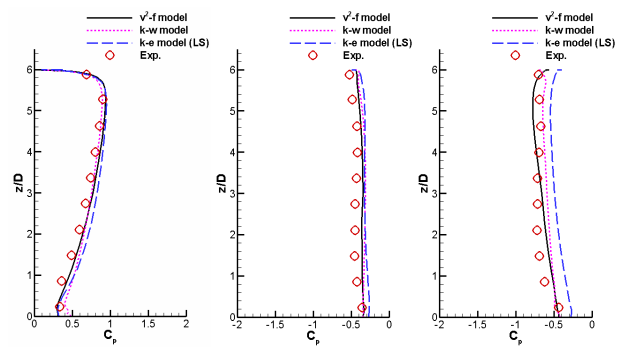 v²-f model
k-w model
k-e model (LS)
Exp.
z/D
6
5
4
3
2
1
0
0 0.5 1 1.5 2
Cₚ
v²-f model
k-w model
k-e model (LS)
Exp.
z/D
6
5
4
3
2
1
0
-2 -1.5 -1 -0.5 0
Cₚ
v²-f model
k-w model
k-e model (LS)
Exp.
z/D
6
5
4
3
2
1
0
-2 -1.5 -1 -0.5 0
Cₚ